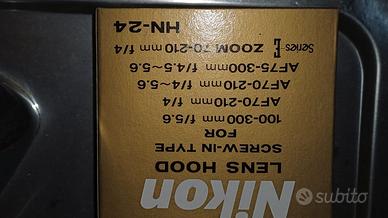 Nikon
LENS HOOD
SCREW-IN TYPE
FOR
100-300mm f/5.6
AF70-210mm f/4
AF70-210mm f/4~5.6
AF75-300mm f/4.5~5.6
Series E ZOOM 70-210mm f/4
HN-24
subito